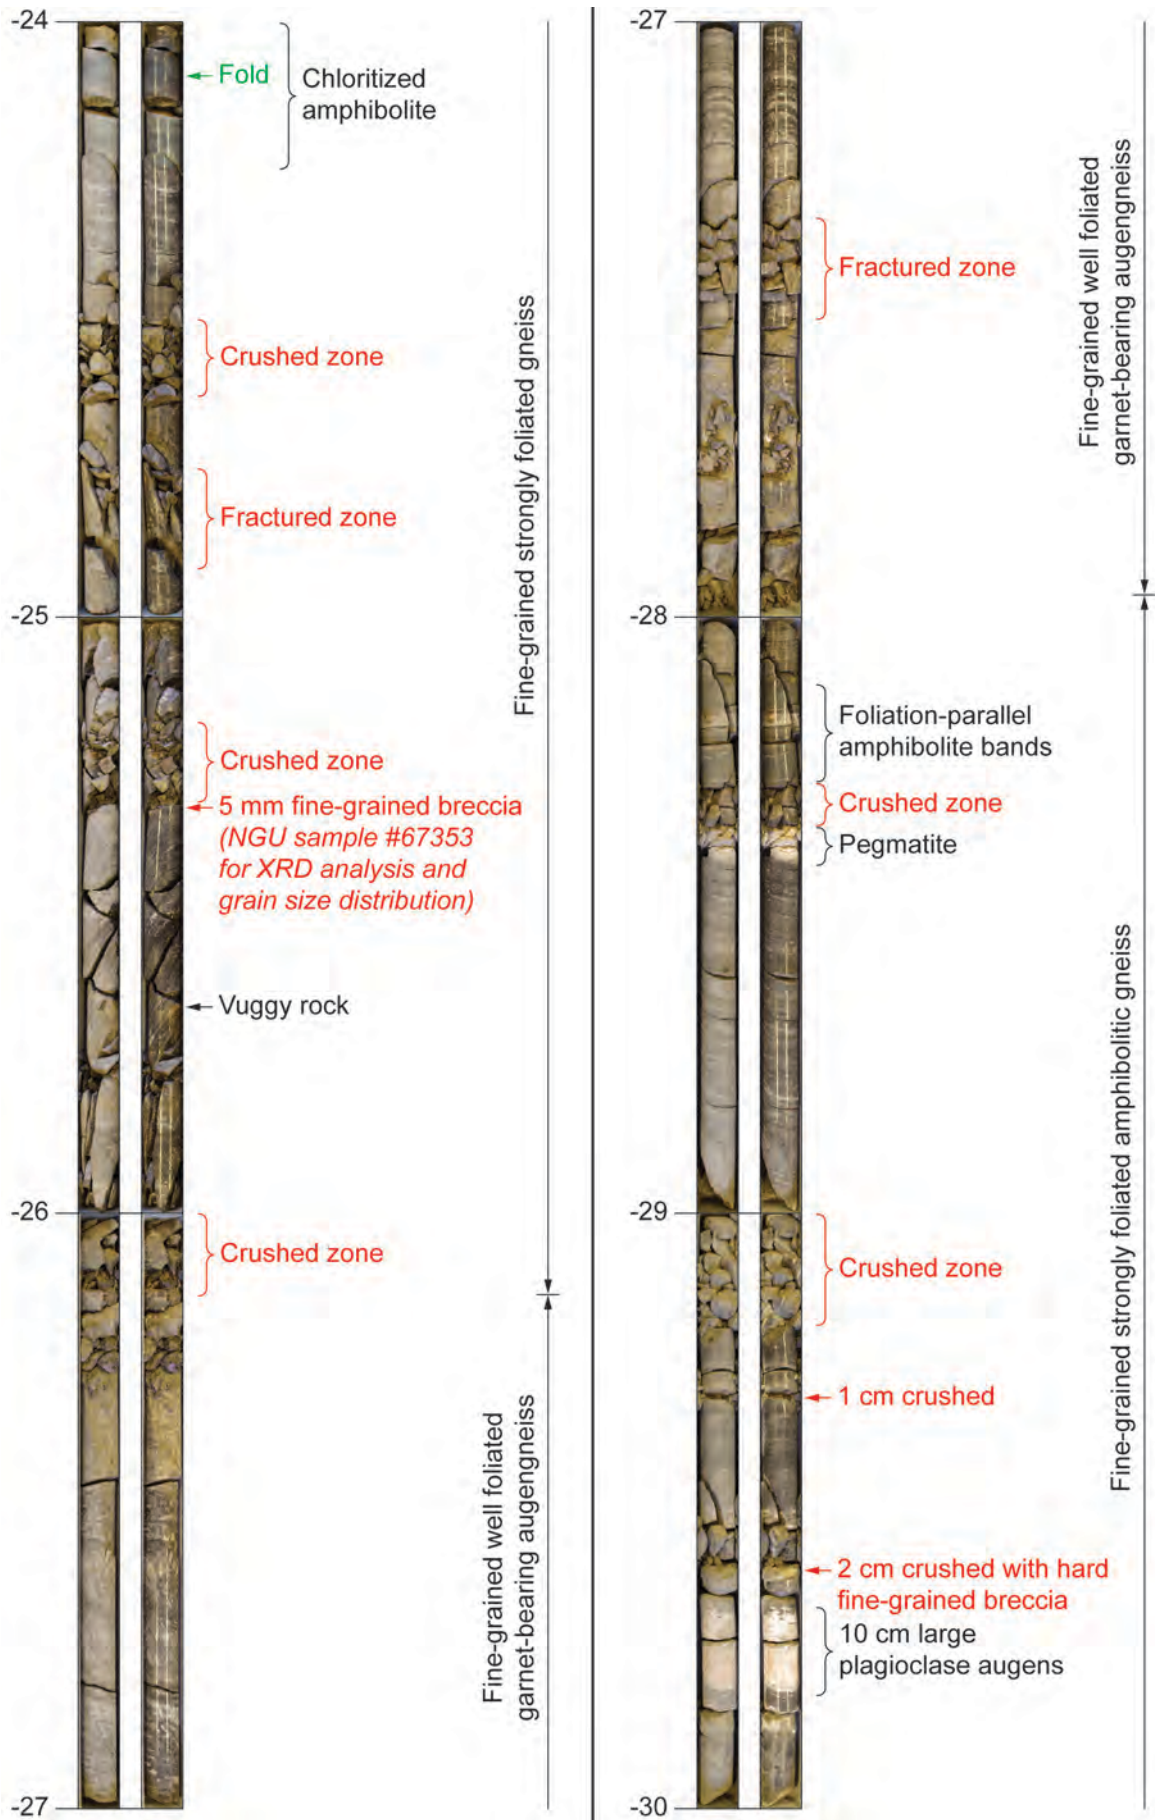 -24
Fold
Chloritized
amphibolite
Crushed zone
Fractured zone
-25
Crushed zone
5 mm fine-grained breccia
(NGU sample #67353
for XRD analysis and
grain size distribution)
Vuggy rock
-26
Crushed zone
-27
Fine-grained strongly foliated gneiss
Fine-grained well foliated
garnet-bearing augengneiss
-27
Fractured zone
-28
Foliation-parallel
amphibolite bands
Crushed zone
Pegmatite
-29
Crushed zone
1 cm crushed
2 cm crushed with hard
fine-grained breccia
10 cm large
plagioclase augens
-30
Fine-grained well foliated
garnet-bearing augengneiss
Fine-grained strongly foliated amphibolitic gneiss